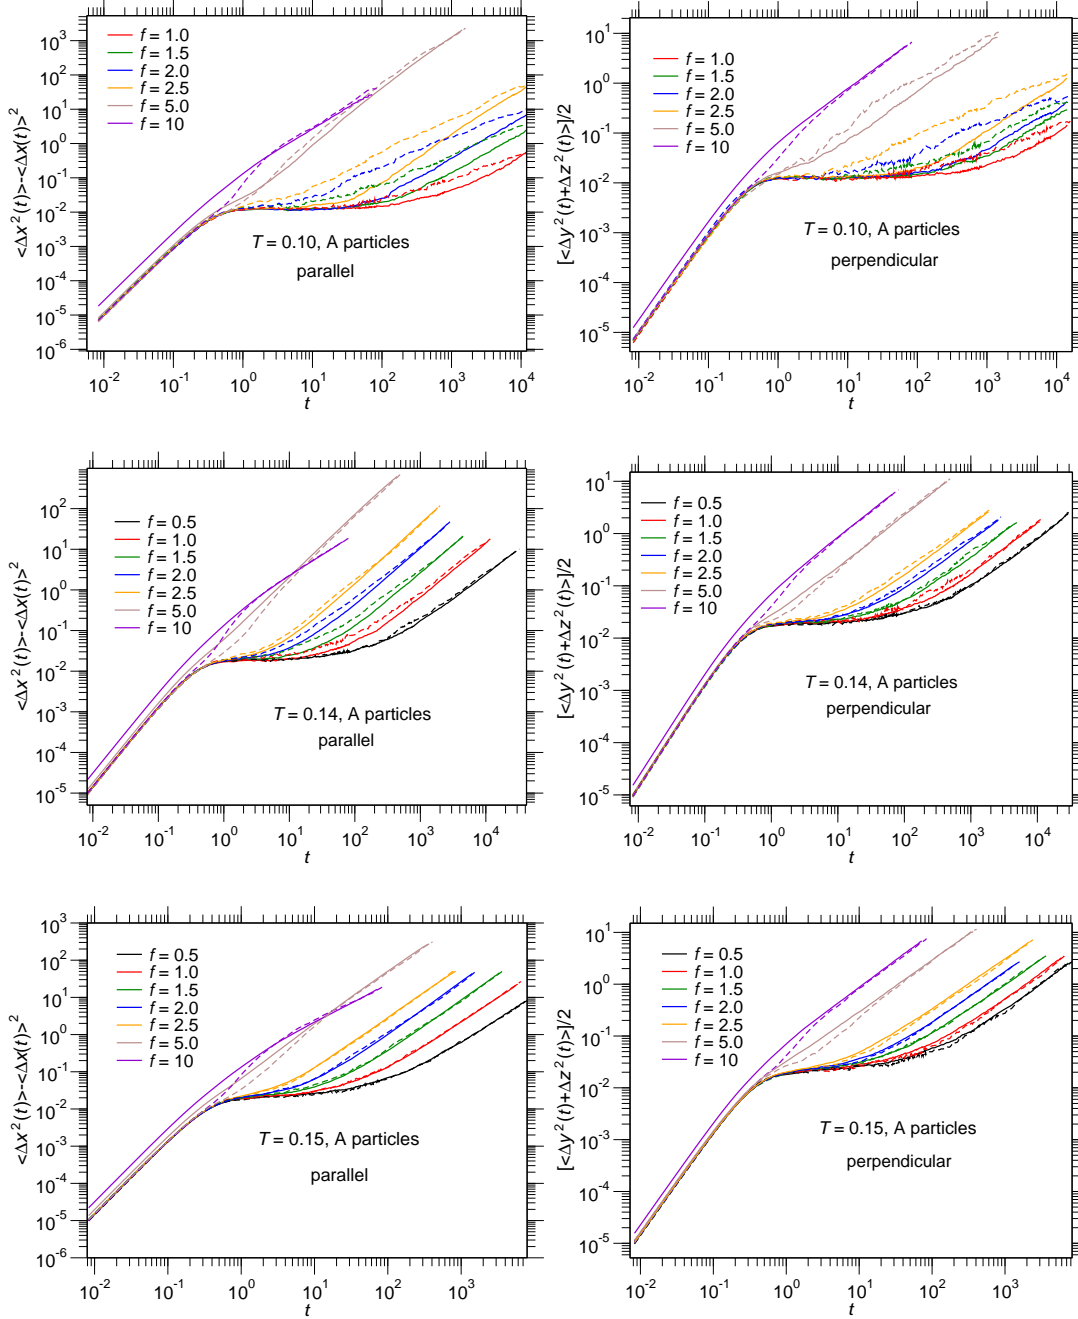 <Δx²(t)>-<Δx(t)>²
10³
10²
10¹
10⁰
10⁻¹
10⁻²
10⁻³
10⁻⁴
10⁻⁵
10⁻⁶
f = 1.0
f = 1.5
f = 2.0
f = 2.5
f = 5.0
f = 10
T = 0.10, A particles
parallel
10⁻² 10⁻¹ 10⁰ 10¹ 10² 10³ 10⁴
t
[<Δy²(t)+Δz²(t)>]/2
10¹
10⁰
10⁻¹
10⁻²
10⁻³
10⁻⁴
10⁻⁵
f = 1.0
f = 1.5
f = 2.0
f = 2.5
f = 5.0
f = 10
T = 0.10, A particles
perpendicular
10⁻² 10⁻¹ 10⁰ 10¹ 10² 10³ 10⁴
t
<Δx²(t)>-<Δx(t)>²
10²
10¹
10⁰
10⁻¹
10⁻²
10⁻³
10⁻⁴
10⁻⁵
f = 0.5
f = 1.0
f = 1.5
f = 2.0
f = 2.5
f = 5.0
f = 10
T = 0.14, A particles
parallel
10⁻² 10⁻¹ 10⁰ 10¹ 10² 10³ 10⁴
t
[<Δy²(t)+Δz²(t)>]/2
10¹
10⁰
10⁻¹
10⁻²
10⁻³
10⁻⁴
10⁻⁵
f = 0.5
f = 1.0
f = 1.5
f = 2.0
f = 2.5
f = 5.0
f = 10
T = 0.14, A particles
perpendicular
10⁻² 10⁻¹ 10⁰ 10¹ 10² 10³ 10⁴
t
<Δx²(t)>-<Δx(t)>²
10³
10²
10¹
10⁰
10⁻¹
10⁻²
10⁻³
10⁻⁴
10⁻⁵
10⁻⁶
f = 0.5
f = 1.0
f = 1.5
f = 2.0
f = 2.5
f = 5.0
f = 10
T = 0.15, A particles
parallel
10⁻² 10⁻¹ 10⁰ 10¹ 10² 10³
t
[<Δy²(t)+Δz²(t)>]/2
10¹
10⁰
10⁻¹
10⁻²
10⁻³
10⁻⁴
10⁻⁵
f = 0.5
f = 1.0
f = 1.5
f = 2.0
f = 2.5
f = 5.0
f = 10
T = 0.15, A particles
perpendicular
10⁻² 10⁻¹ 10⁰ 10¹ 10² 10³
t